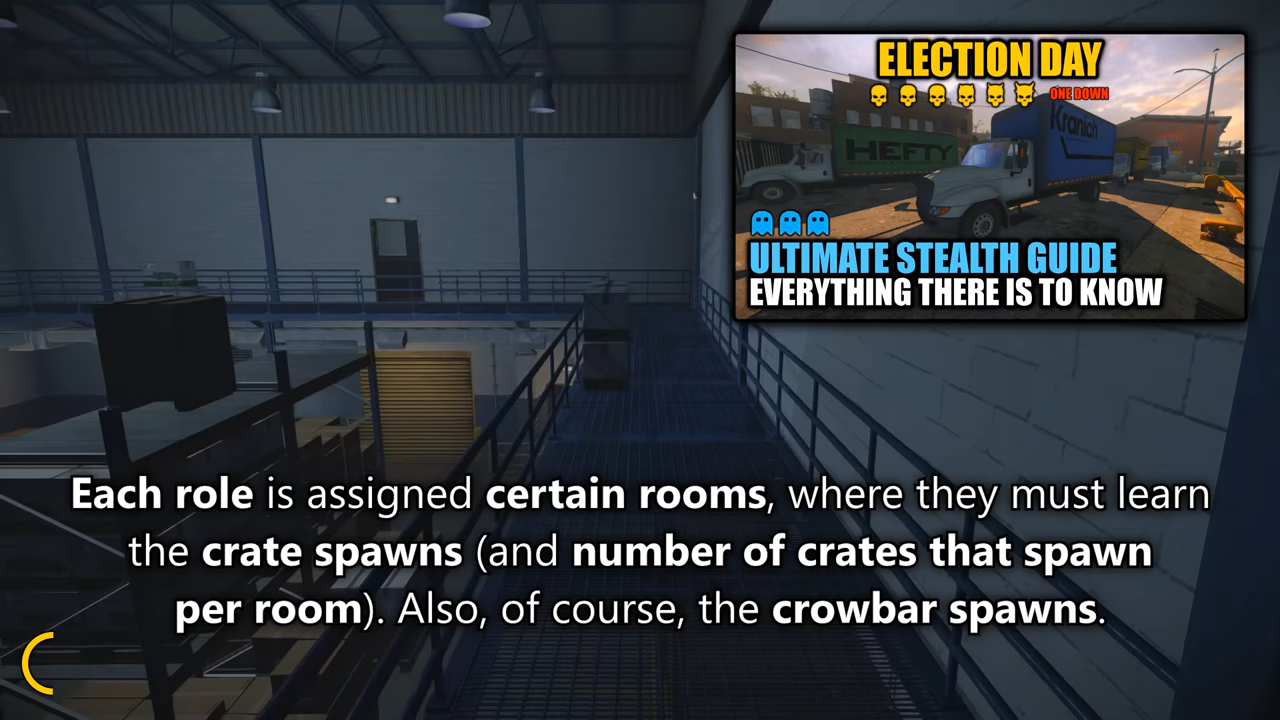 ELECTION DAY
ONE DOWN
HEFTY
Kranich
ULTIMATE STEALTH GUIDE
EVERYTHING THERE IS TO KNOW
Each role is assigned certain rooms, where they must learn
the crate spawns (and number of crates that spawn
per room). Also, of course, the crowbar spawns.